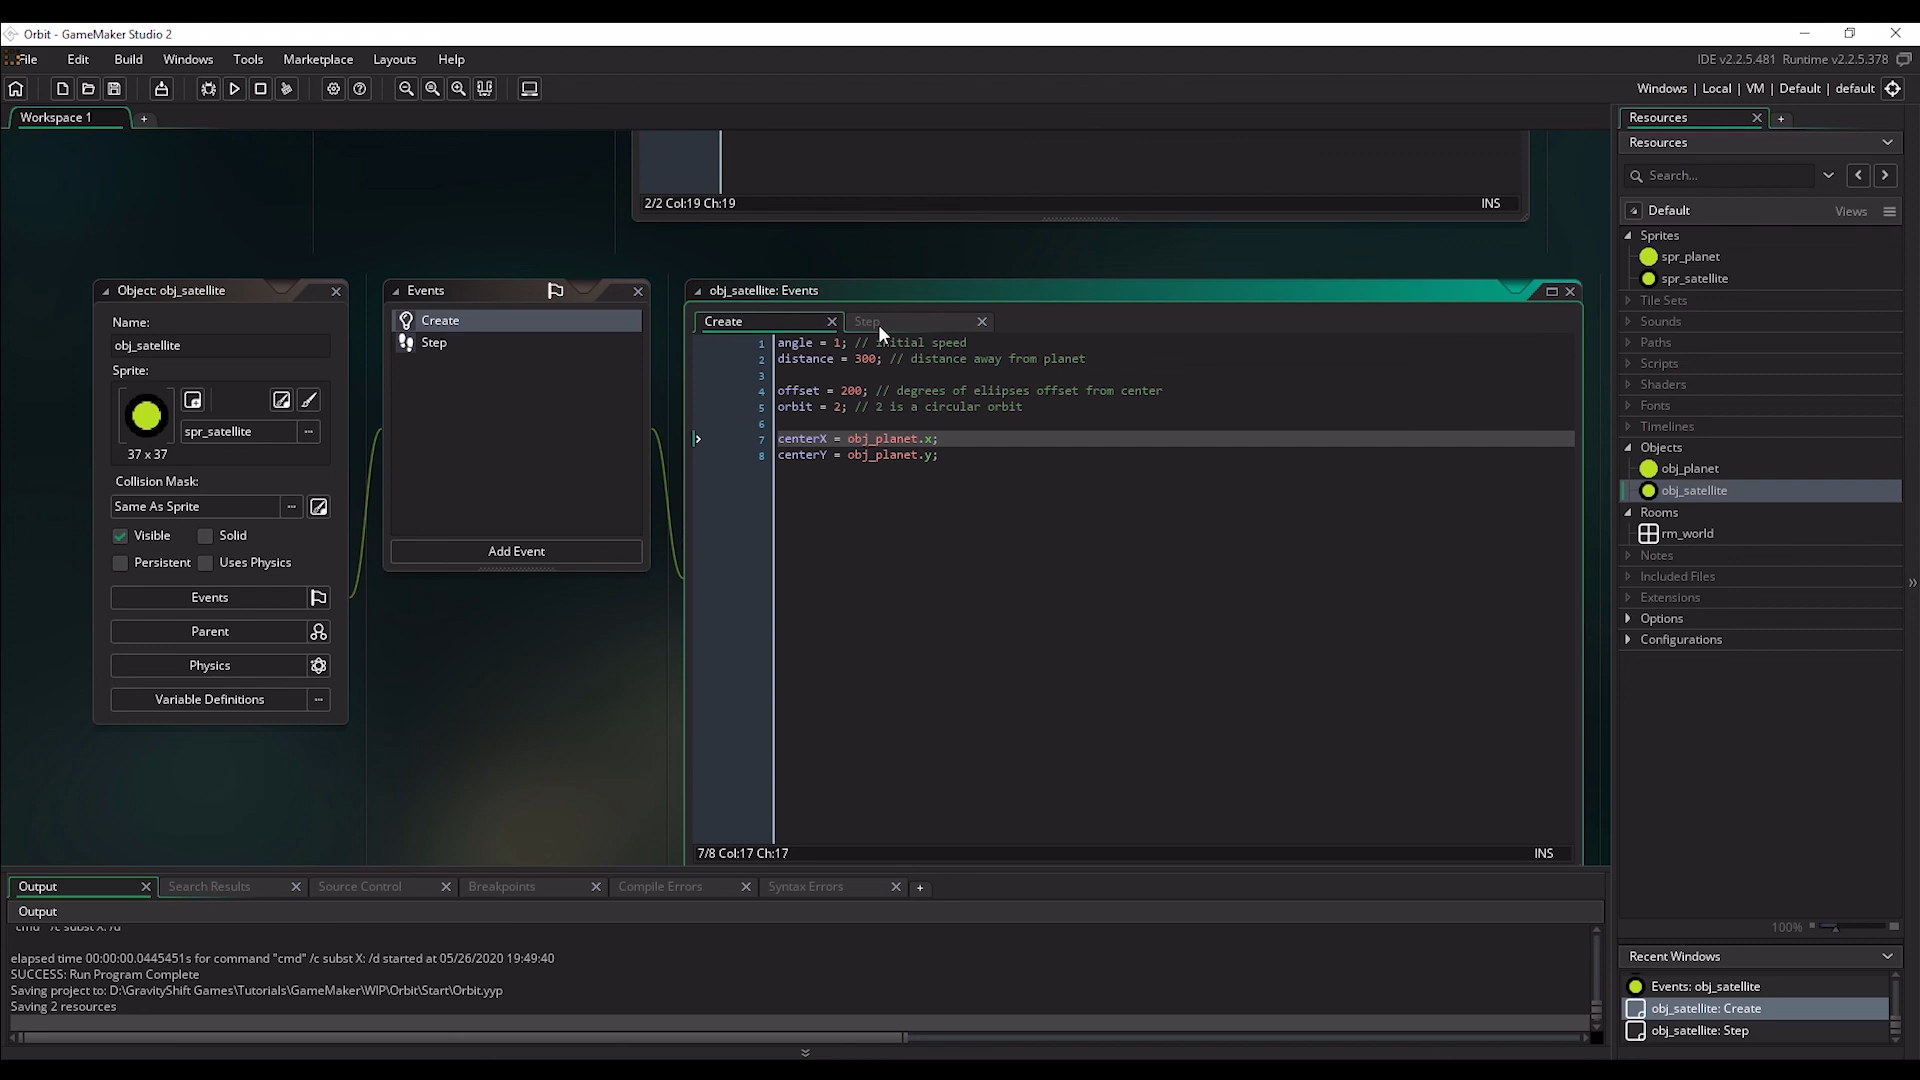 Orbit - GameMaker Studio 2
File Edit Build Windows Tools Marketplace Layouts Help
IDE v2.2.5.481 Runtime v2.2.5.378
Windows | Local | VM | Default | default
Workspace 1
+
2/2 Col:19 Ch:19
INS
Object: obj_satellite
Name:
obj_satellite
Sprite:
spr_satellite
37 x 37
Collision Mask:
Same As Sprite
Visible Solid
Persistent Uses Physics
Events
Parent
Physics
Variable Definitions
Events
Create
Step
Add Event
obj_satellite: Events
Create Step
1 angle = 1; // initial speed
2 distance = 300; // distance away from planet
3
4 offset = 200; // degrees of eliipses offset from center
5 orbit = 2; // 2 is a circular orbit
6
7 centerX = obj_planet.x;
8 centerY = obj_planet.y;
7/8 Col:17 Ch:17
INS
Resources
+
Resources
Search...
Default
Views
Sprites
spr_planet
spr_satellite
Tile Sets
Sounds
Paths
Shaders
Fonts
Timelines
Objects
obj_planet
obj_satellite
Rooms
rm_world
Notes
Included Files
Extensions
Options
Configurations
100%
Recent Windows
Events: obj_satellite
obj_satellite: Create
obj_satellite: Step
Output Search Results Source Control Breakpoints Compile Errors Syntax Errors +
Output
"cmd" /c subst X: /d
elapsed time 00:00:00.0445451s for command "cmd" /c subst X: /d started at 05/26/2020 19:49:40
SUCCESS: Run Program Complete
Saving project to: D:\GravityShift Games\Tutorials\GameMaker\WIP\Orbit\Start\Orbit.yyp
Saving 2 resources